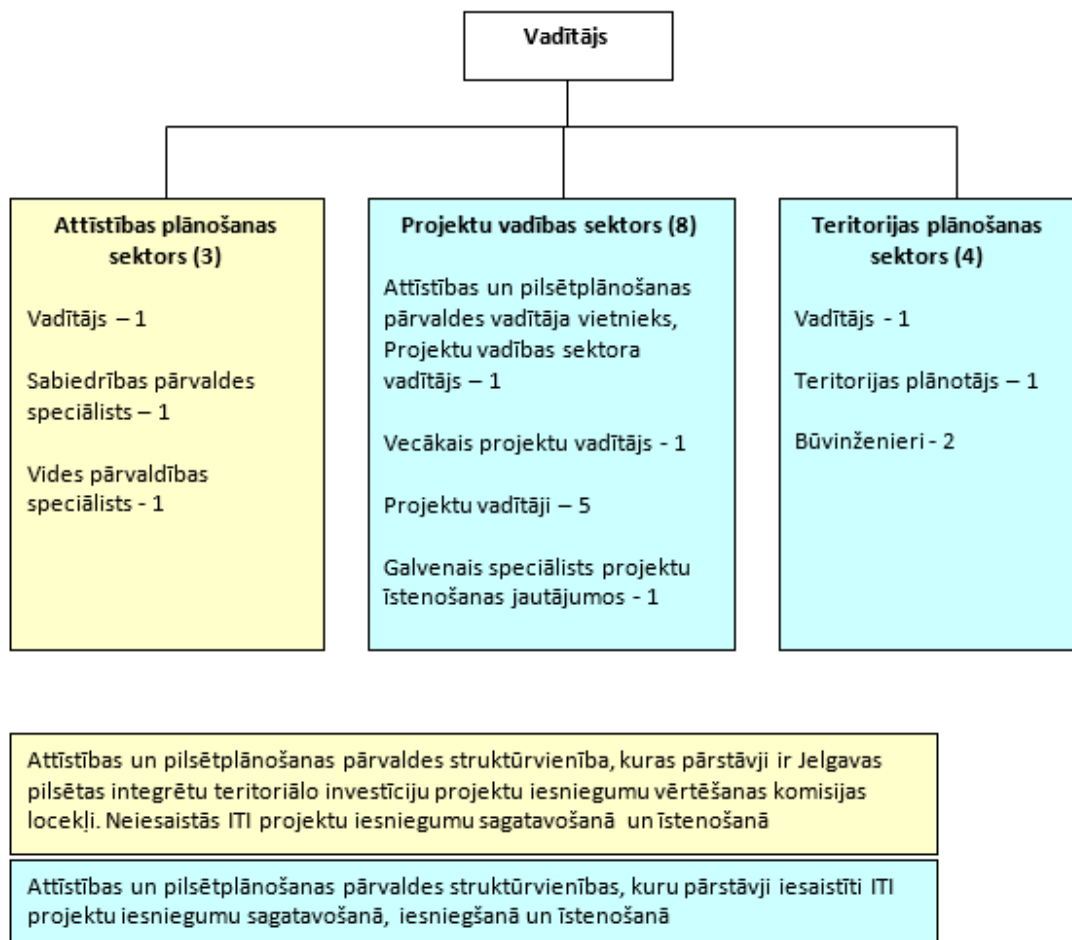 Vadītājs
Attīstības plānošanas
sektors (3)
Vadītājs – 1
Sabiedrības pārvaldes
speciālists – 1
Vides pārvaldības
speciālists - 1
Projektu vadības sektors (8)
Attīstības un pilsētplānošanas
pārvaldes vadītāja vietnieks,
Projektu vadības sektora
vadītājs – 1
Vecākais projektu vadītājs - 1
Projektu vadītāji – 5
Galvenais speciālists projektu
īstenošanas jautājumos - 1
Teritorijas plānošanas
sektors (4)
Vadītājs - 1
Teritorijas plānotājs – 1
Būvinženieri - 2
Attīstības un pilsētplānošanas pārvaldes struktūrvienība, kuras pārstāvji ir Jelgavas
pilsētas integrētu teritoriālo investīciju projektu iesniegumu vērtēšanas komisijas
locekļi. Neiesaistās ITI projektu iesniegumu sagatavošanā un īstenošanā
Attīstības un pilsētplānošanas pārvaldes struktūrvienības, kuru pārstāvji iesaistīti ITI
projektu iesniegumu sagatavošanā, iesniegšanā un īstenošanā